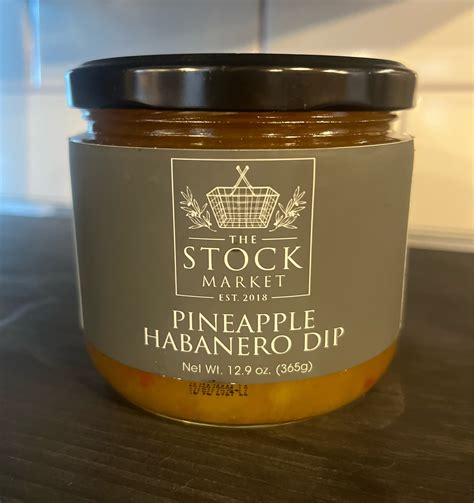 THE
STOCK
MARKET
EST. 2018
PINEAPPLE
HABANERO DIP
Net Wt. 12.9 oz. (365g)